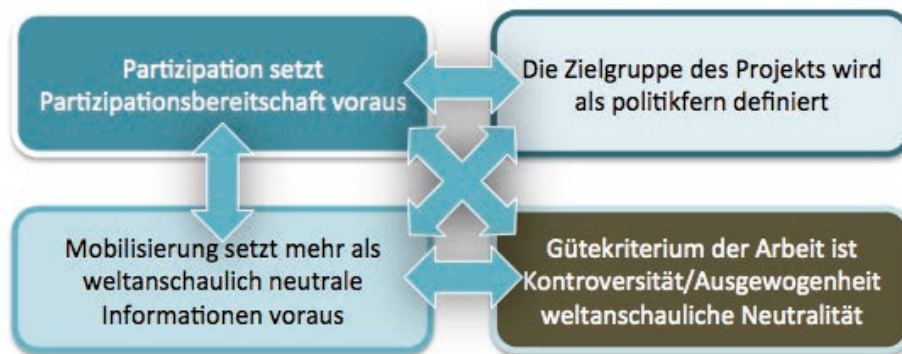 Partizipation setzt
Partizipationsbereitschaft voraus
Die Zielgruppe des Projekts wird
als politikfern definiert
Mobilisierung setzt mehr als
weltanschaulich neutrale
Informationen voraus
Gütekriterium der Arbeit ist
Kontroversität/Ausgewogenheit
weltanschauliche Neutralität